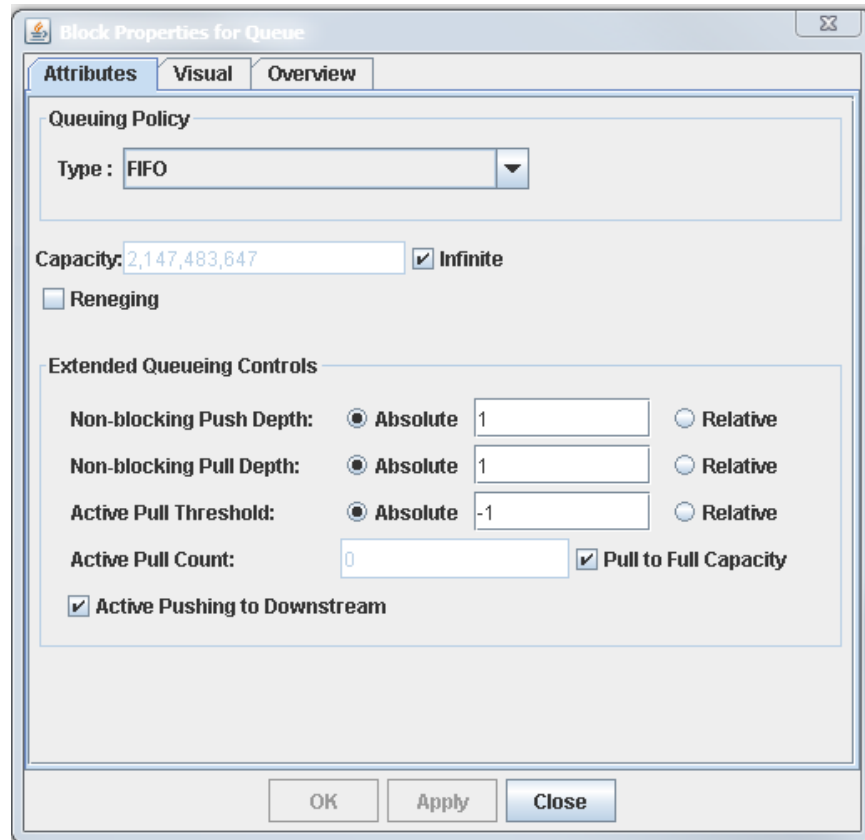 Block Properties for Queue
Attributes Visual Overview
Queuing Policy
Type : FIFO
Capacity: 2,147,483,647 Infinite
Reneging
Extended Queueing Controls
Non-blocking Push Depth: Absolute 1 Relative
Non-blocking Pull Depth: Absolute 1 Relative
Active Pull Threshold: Absolute -1 Relative
Active Pull Count: 0 Pull to Full Capacity
Active Pushing to Downstream
OK Apply Close